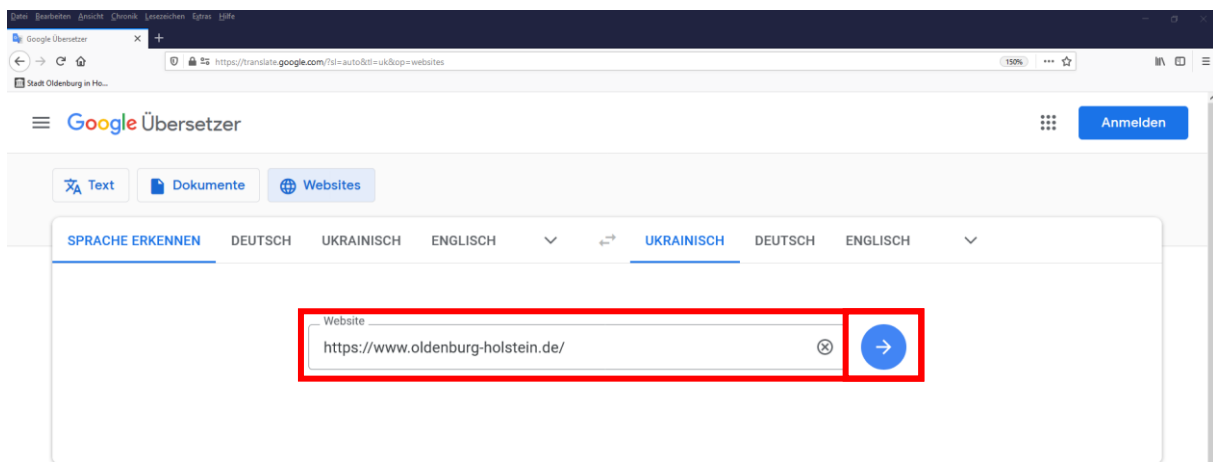 Datei Bearbeiten Ansicht Chronik Lesezeichen Extras Hilfe
Google Übersetzer
https://translate.google.com/?sl=auto&tl=uk&op=websites 150%
Stadt Oldenburg in Ho...
Google Übersetzer Anmelden
Text Dokumente Websites
SPRACHE ERKENNEN DEUTSCH UKRAINISCH ENGLISCH UKRAINISCH DEUTSCH ENGLISCH
Website
https://www.oldenburg-holstein.de/